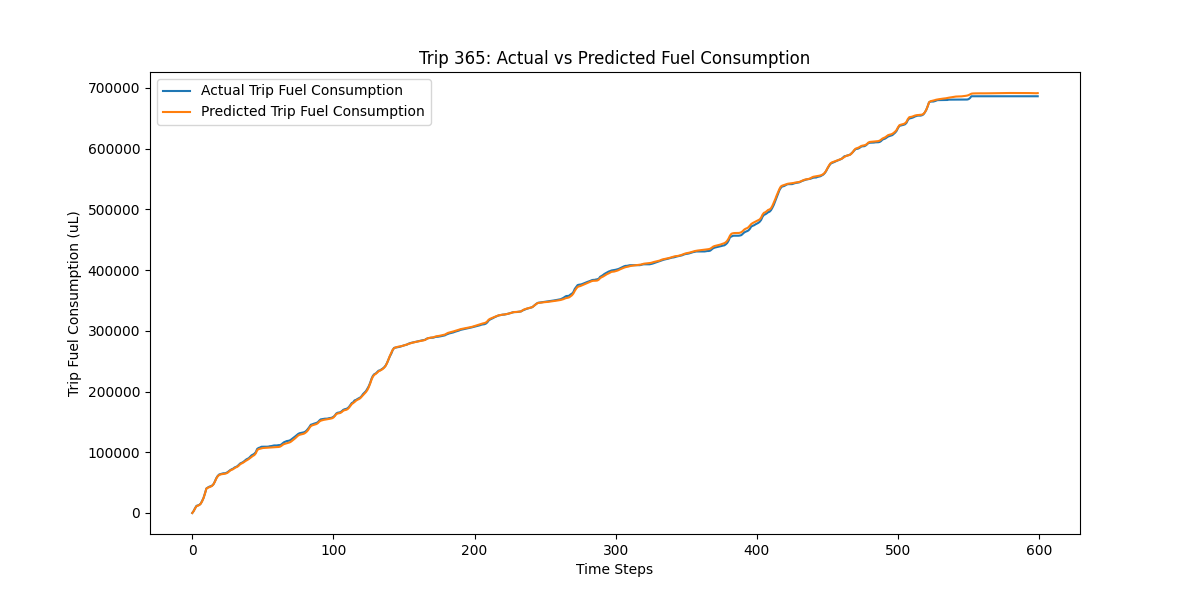 Trip 365: Actual vs Predicted Fuel Consumption
Actual Trip Fuel Consumption
Predicted Trip Fuel Consumption
Trip Fuel Consumption (uL)
700000
600000
500000
400000
300000
200000
100000
0
0 100 200 300 400 500 600
Time Steps